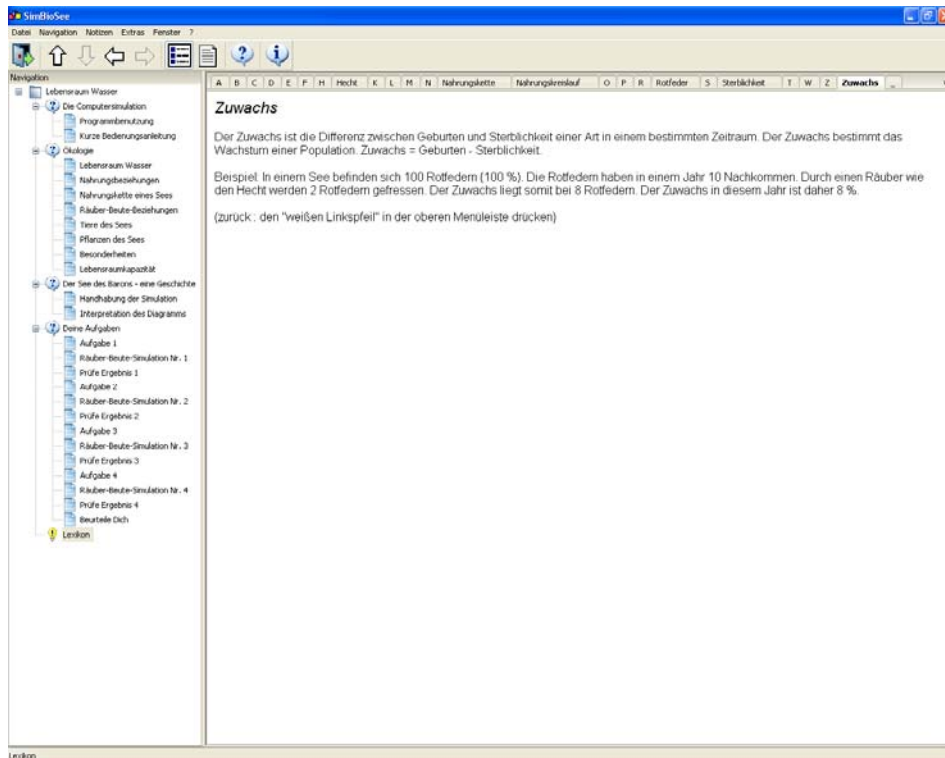 SimBioSee
Datei Navigation Notizen Extras Fenster ?
Navigation
Lebensraum Wasser
Die Computersimulation
Programmbenutzung
Kurze Bedienungsanleitung
Ökologie
Lebensraum Wasser
Nahrungsbeziehungen
Nahrungskette eines Sees
Räuber-Beute-Beziehungen
Tiere des Sees
Pflanzen des Sees
Besonderheiten
Lebensraumkapazität
Der See des Barons - eine Geschichte
Handhabung der Simulation
Interpretation des Diagramms
Deine Aufgaben
Aufgabe 1
Räuber-Beute-Simulation Nr. 1
Prüfe Ergebnis 1
Aufgabe 2
Räuber-Beute-Simulation Nr. 2
Prüfe Ergebnis 2
Aufgabe 3
Räuber-Beute-Simulation Nr. 3
Prüfe Ergebnis 3
Aufgabe 4
Räuber-Beute-Simulation Nr. 4
Prüfe Ergebnis 4
Beurteile Dich
Lexikon
A B C D E F H Hecht K L M N Nahrungskette Nahrungskreislauf O P R Rotfeder S Sterblichkeit T W Z Zuwachs _
Zuwachs
Der Zuwachs ist die Differenz zwischen Geburten und Sterblichkeit einer Art in einem bestimmten Zeitraum. Der Zuwachs bestimmt das
Wachstum einer Population. Zuwachs = Geburten - Sterblichkeit.
Beispiel: In einem See befinden sich 100 Rotfedern (100 %). Die Rotfedern haben in einem Jahr 10 Nachkommen. Durch einen Räuber wie
den Hecht werden 2 Rotfedern gefressen. Der Zuwachs liegt somit bei 8 Rotfedern. Der Zuwachs in diesem Jahr ist daher 8 %.
(zurück : den "weißen Linkspfeil" in der oberen Menüleiste drücken)
Lexikon